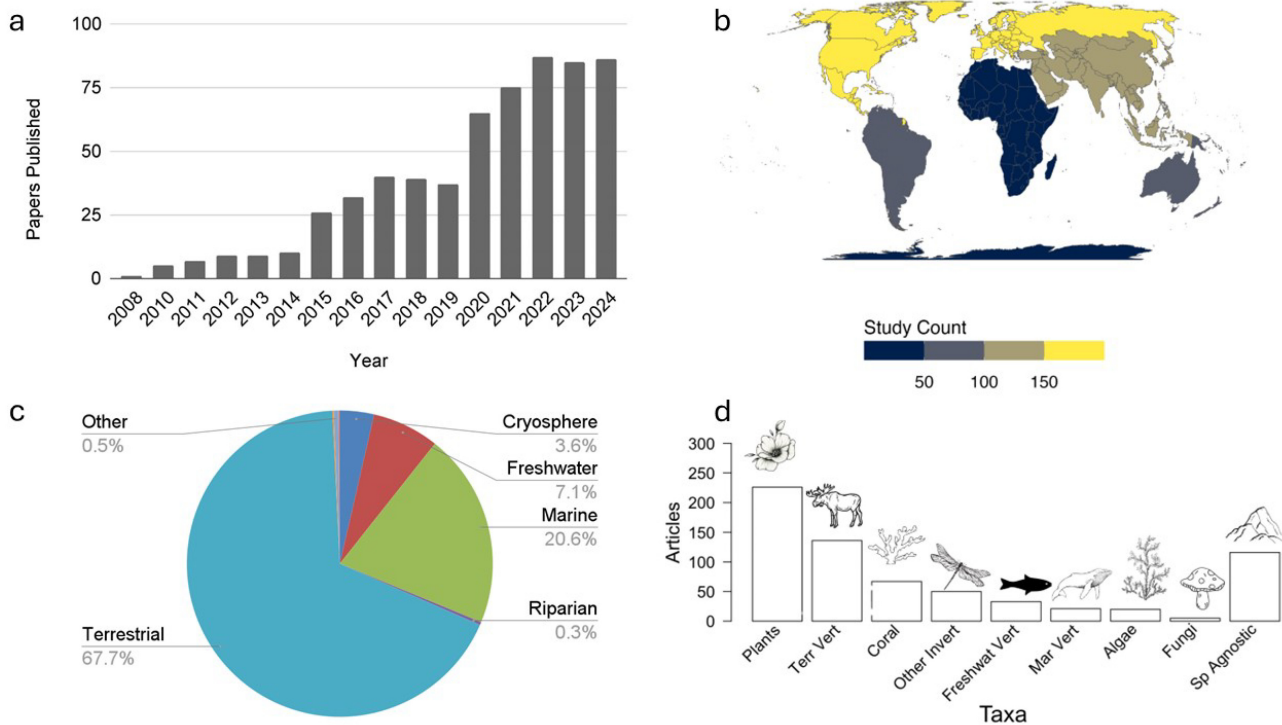 a
100
75
50
25
0
Papers Published
2008
2010
2011
2012
2013
2014
2015
2016
2017
2018
2019
2020
2021
2022
2023
2024
Year
b
Study Count
50 100 150
c
Other
0.5%
Cryosphere
3.6%
Freshwater
7.1%
Marine
20.6%
Riparian
0.3%
Terrestrial
67.7%
d
300
250
200
150
100
50
0
Articles
Plants
Terr Vert
Coral
Other Invert
Freshwat Vert
Mar Vert
Algae
Fungi
Sp Agnostic
Taxa